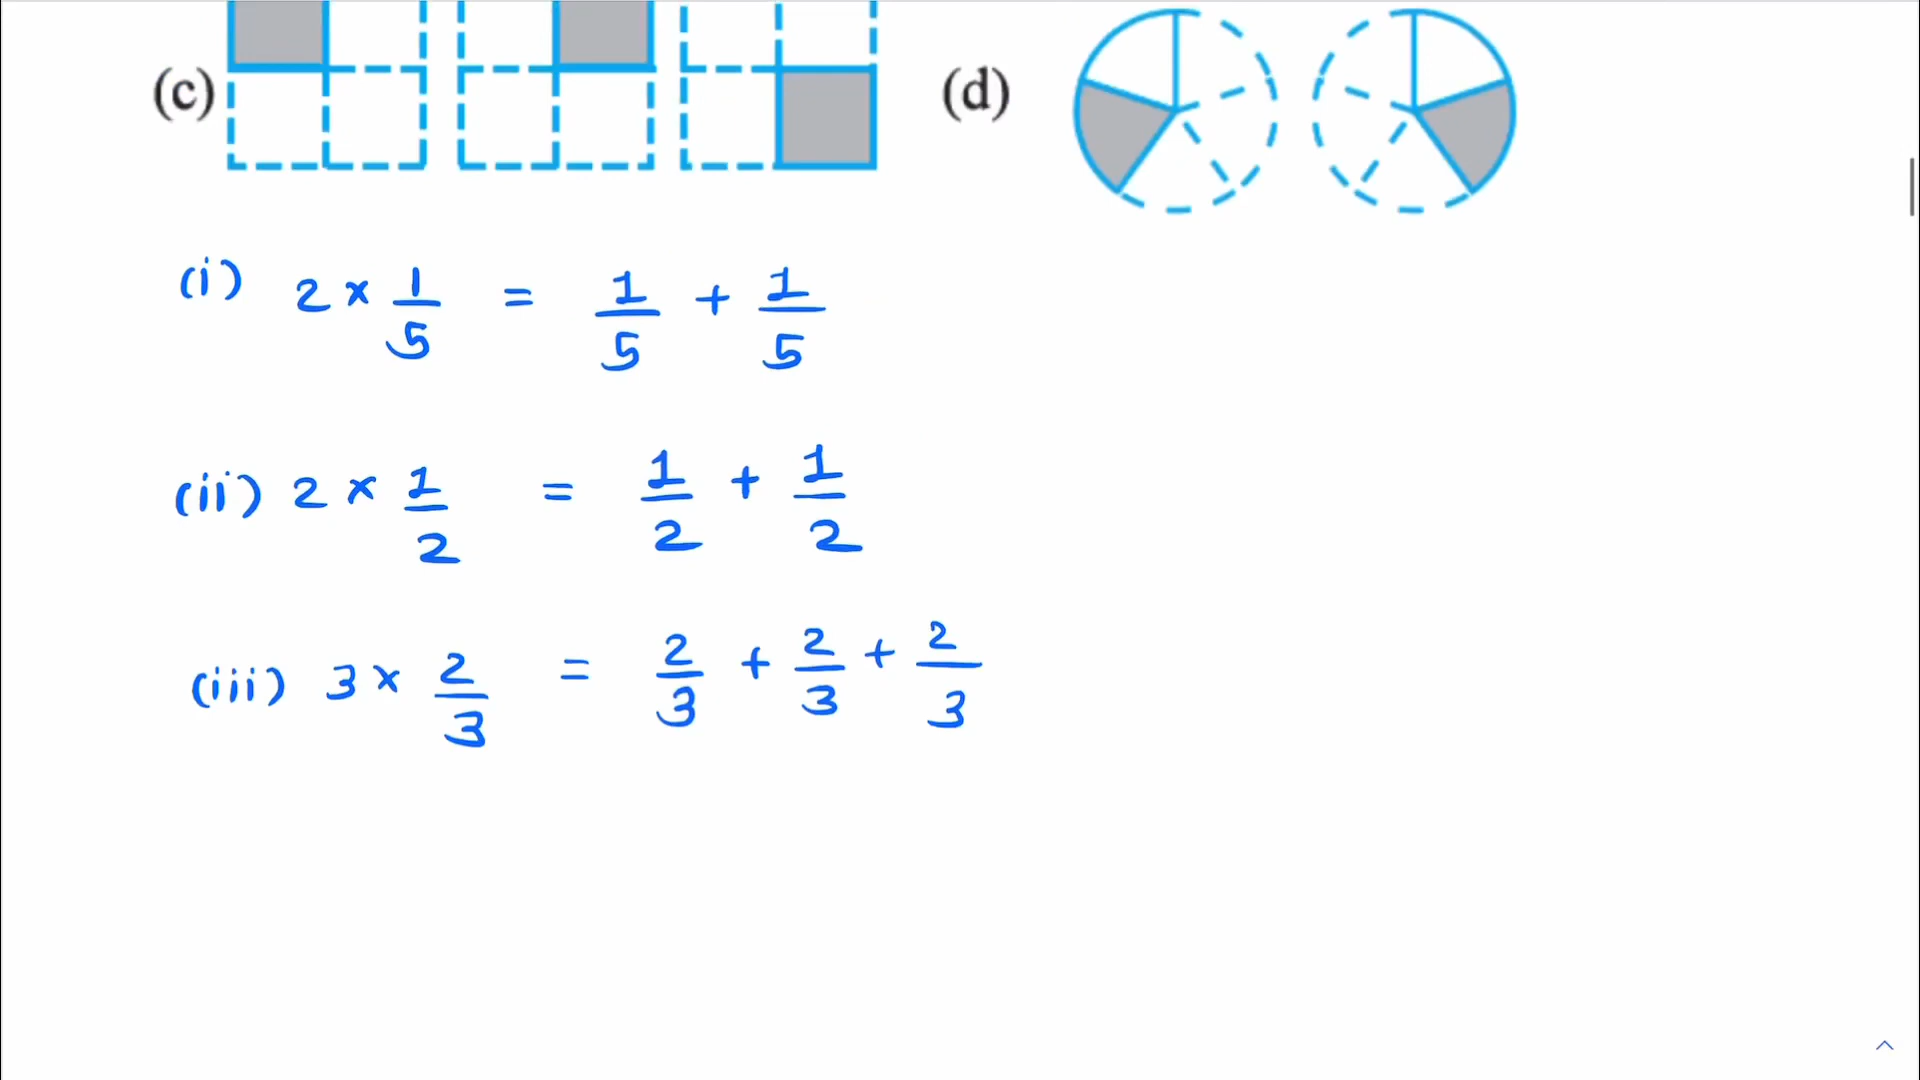 (c) (d)
(i) 2 × 1/5 = 1/5 + 1/5
(ii) 2 × 1/2 = 1/2 + 1/2
(iii) 3 × 2/3 = 2/3 + 2/3 + 2/3